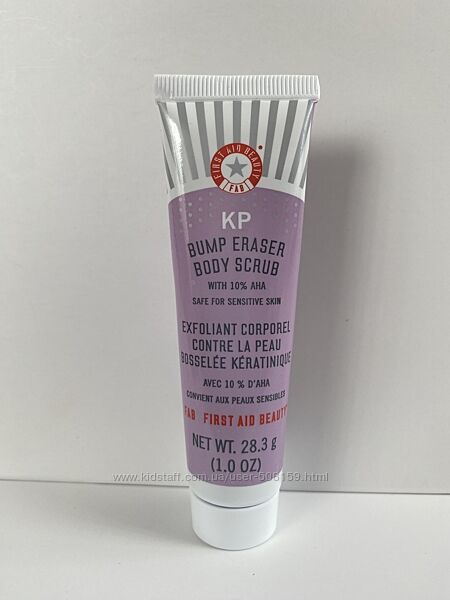 FIRST AID BEAUTY
FAB
KP
BUMP ERASER
BODY SCRUB
WITH 10% AHA
SAFE FOR SENSITIVE SKIN
EXFOLIANT CORPOREL
CONTRE LA PEAU
BOSSELÉE KÉRATINIQUE
AVEC 10 % D'AHA
CONVIENT AUX PEAUX SENSIBLES
FAB FIRST AID BEAUTY
NET WT. 28.3 g
(1.0 OZ)
www.kidstaff.com.ua/user-506159.html